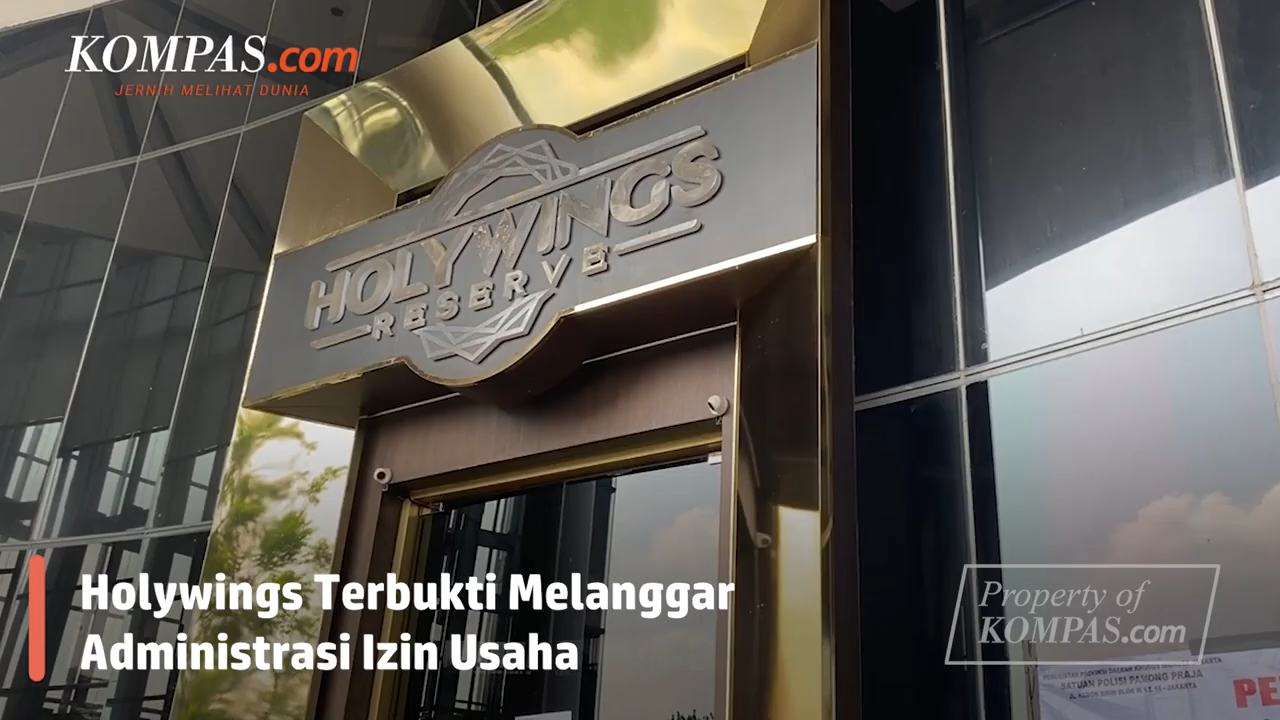 KOMPAS.com
JERNIH MELIHAT DUNIA
HOLYWINGS
RESERVE
Holywings Terbukti Melanggar
Administrasi Izin Usaha
Property of
KOMPAS.com
SATUAN POLISI PAMONG PRAJA